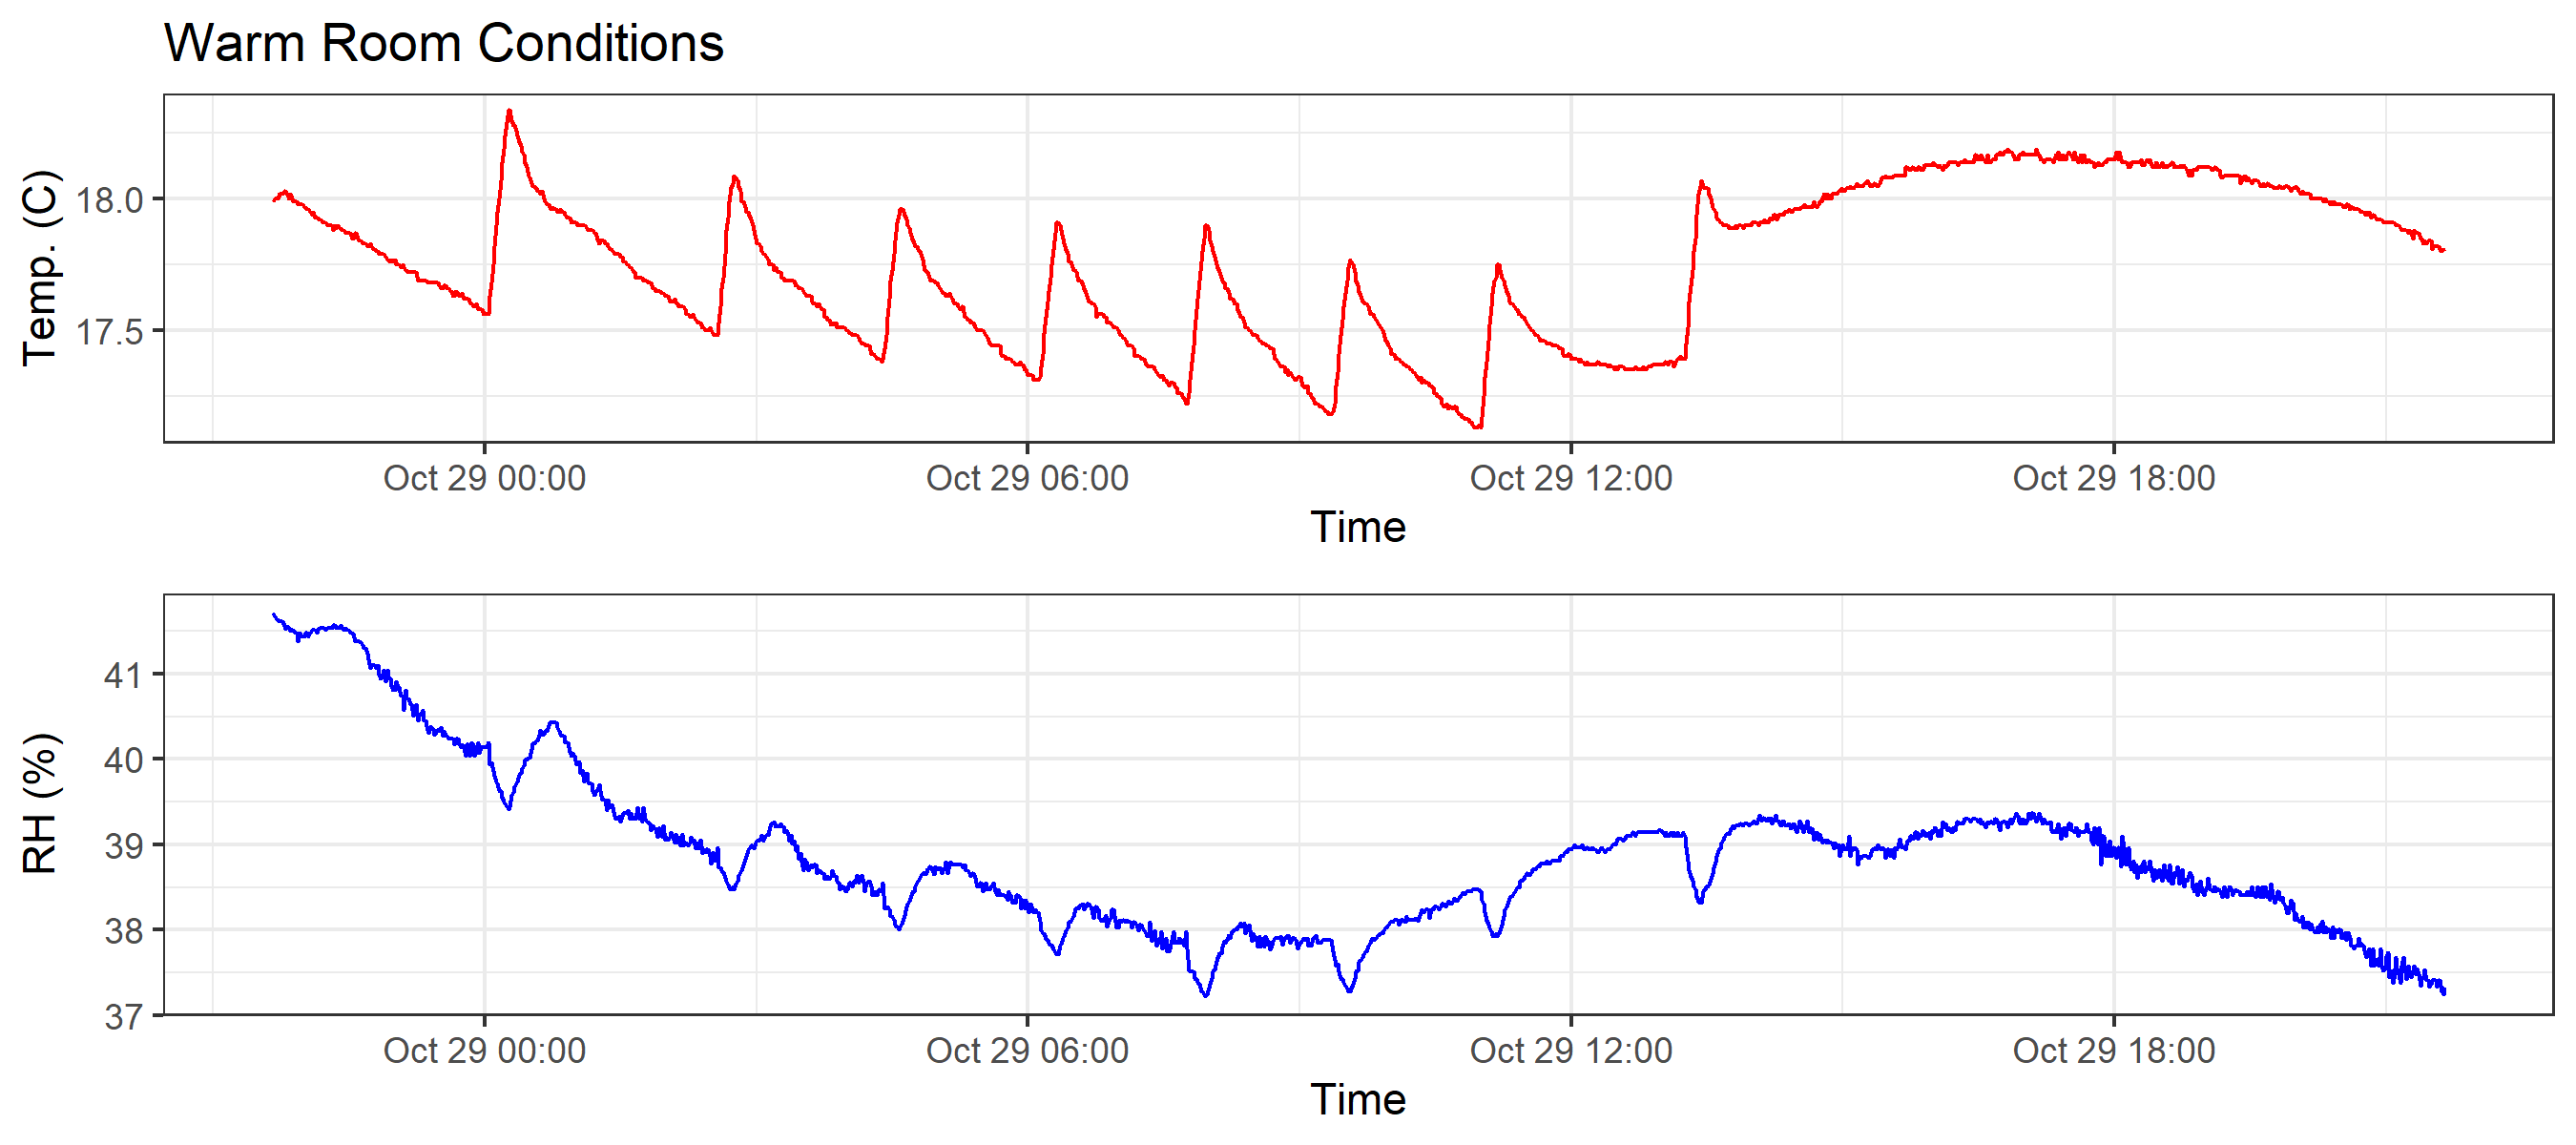 Warm Room Conditions
Temp. (C)
18.0
17.5
Oct 29 00:00 Oct 29 06:00 Oct 29 12:00 Oct 29 18:00
Time
RH (%)
41
40
39
38
37
Oct 29 00:00 Oct 29 06:00 Oct 29 12:00 Oct 29 18:00
Time